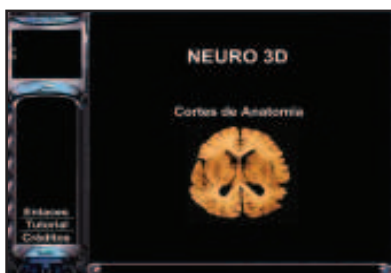 NEURO 3D
Cortes de Anatomía
Enlaces
Tutorial
Créditos